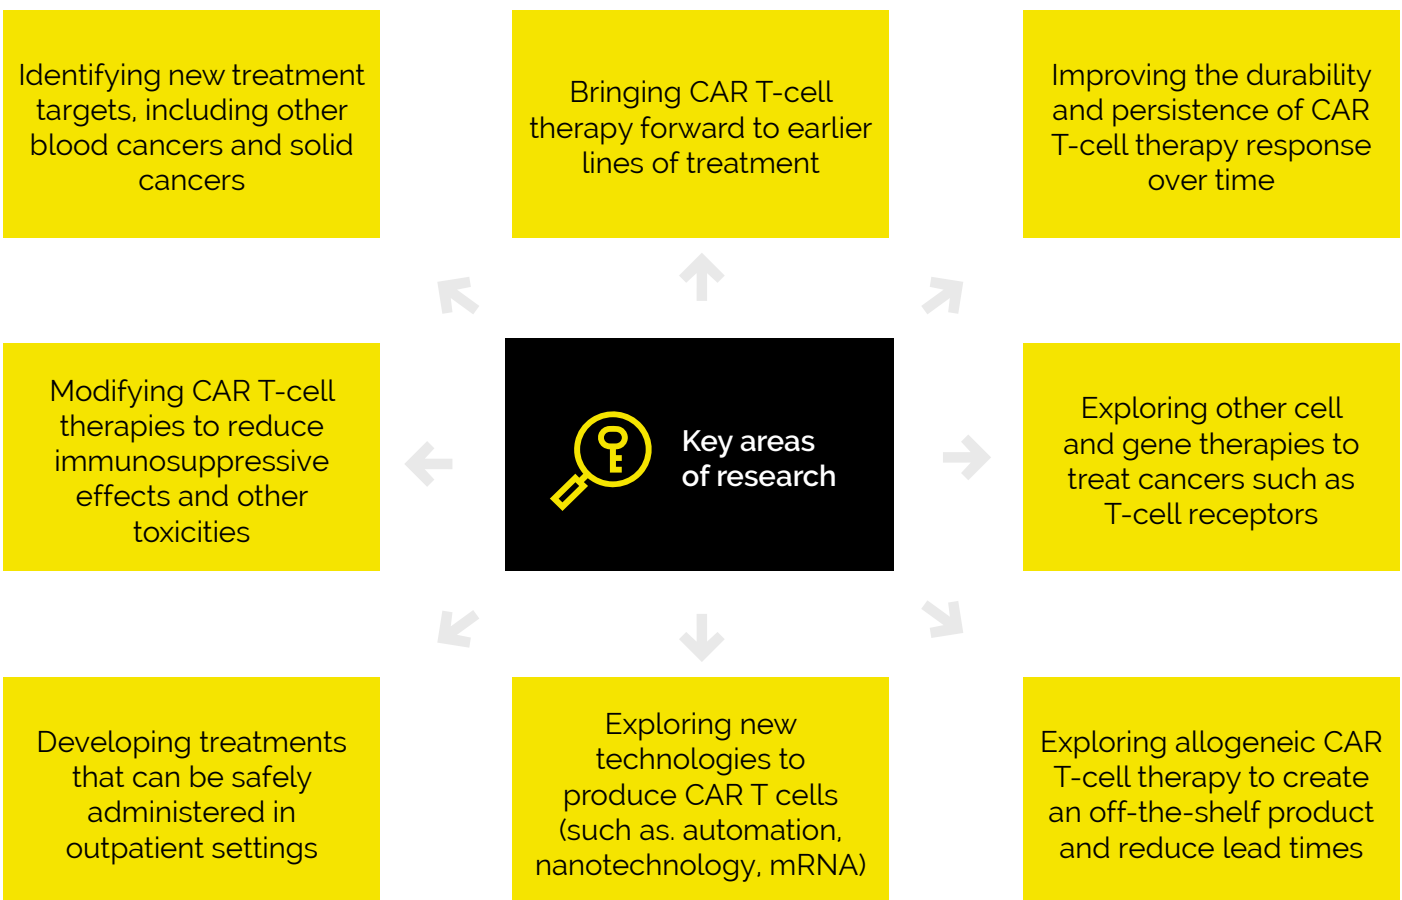 Identifying new treatment
targets, including other
blood cancers and solid
cancers
Bringing CAR T-cell
therapy forward to earlier
lines of treatment
Improving the durability
and persistence of CAR
T-cell therapy response
over time
Modifying CAR T-cell
therapies to reduce
immunosuppressive
effects and other
toxicities
Key areas
of research
Exploring other cell
and gene therapies to
treat cancers such as
T-cell receptors
Developing treatments
that can be safely
administered in
outpatient settings
Exploring new
technologies to
produce CAR T cells
(such as. automation,
nanotechnology, mRNA)
Exploring allogeneic CAR
T-cell therapy to create
an off-the-shelf product
and reduce lead times